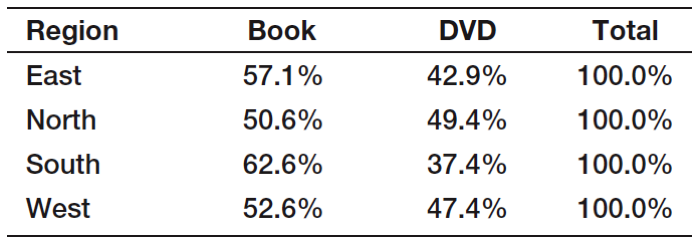 Region Book DVD Total
East 57.1% 42.9% 100.0%
North 50.6% 49.4% 100.0%
South 62.6% 37.4% 100.0%
West 52.6% 47.4% 100.0%